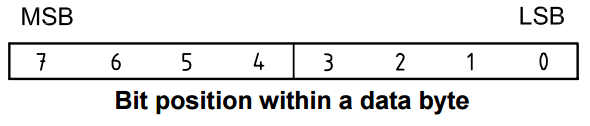 MSB LSB
7 6 5 4 3 2 1 0
Bit position within a data byte